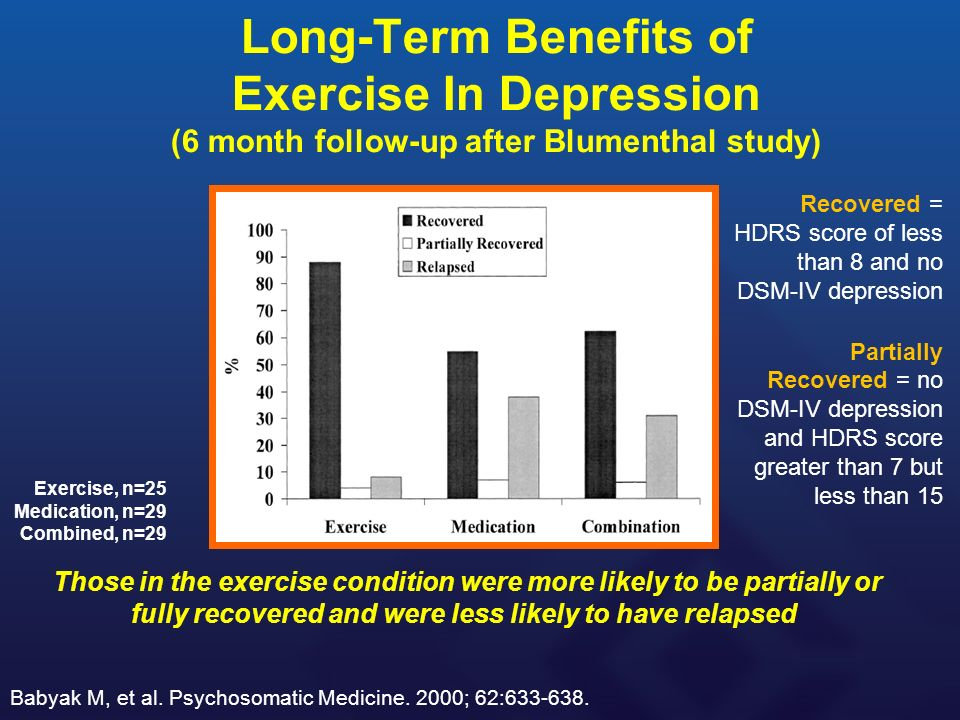 Long-Term Benefits of
Exercise In Depression
(6 month follow-up after Blumenthal study)
Recovered
Partially Recovered
Relapsed
100
90
80
70
60
50
40
30
20
10
0
%
Exercise
Medication
Combination
Recovered =
HDRS score of less
than 8 and no
DSM-IV depression
Partially
Recovered = no
DSM-IV depression
and HDRS score
greater than 7 but
less than 15
Exercise, n=25
Medication, n=29
Combined, n=29
Those in the exercise condition were more likely to be partially or
fully recovered and were less likely to have relapsed
Babyak M, et al. Psychosomatic Medicine. 2000; 62:633-638.